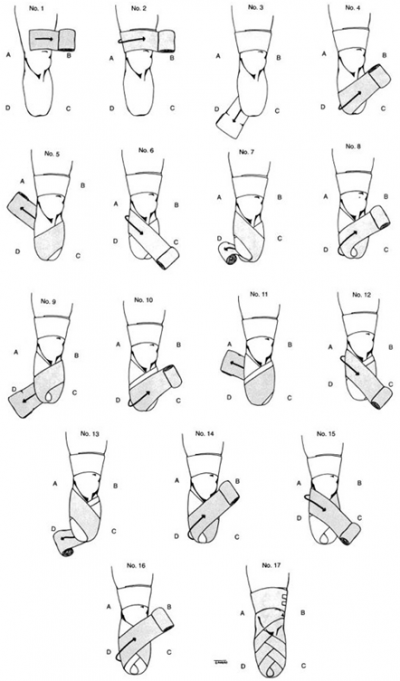 No. 1 No. 2 No. 3 No. 4
A B A B A B A B
D C D C D C D C
No. 5 No. 6 No. 7 No. 8
A B A B A B A B
D C D C D C D C
No. 9 No. 10 No. 11 No. 12
A B A B A B A B
D C D C D C D C
No. 13 No. 14 No. 15
A B A B A B
D C D C D C
No. 16 No. 17
A B A B
D C D C